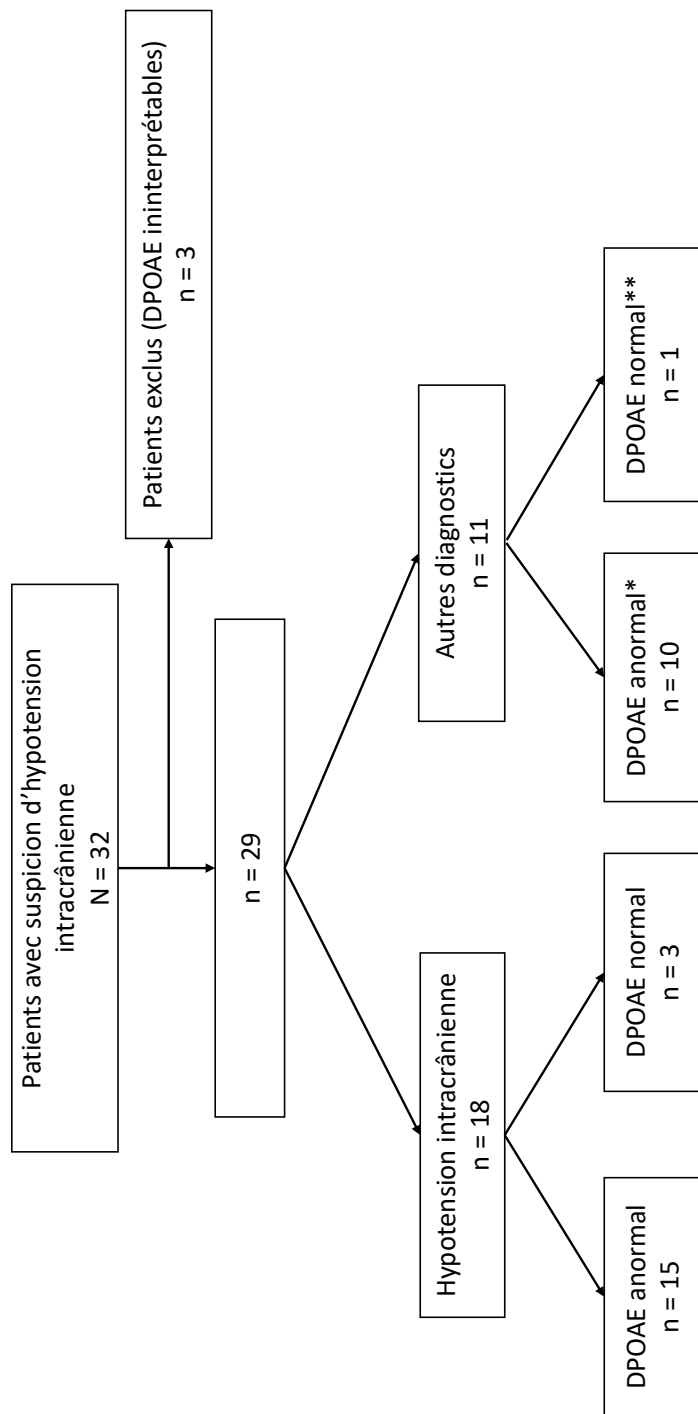 Patients avec suspicion d’hypotension
intracrânienne
N = 32
Patients exclus (DPOAE ininterprétables)
n = 3
n = 29
Hypotension intracrânienne
n = 18
Autres diagnostics
n = 11
DPOAE anormal
n = 15
DPOAE normal
n = 3
DPOAE anormal*
n = 10
DPOAE normal**
n = 1